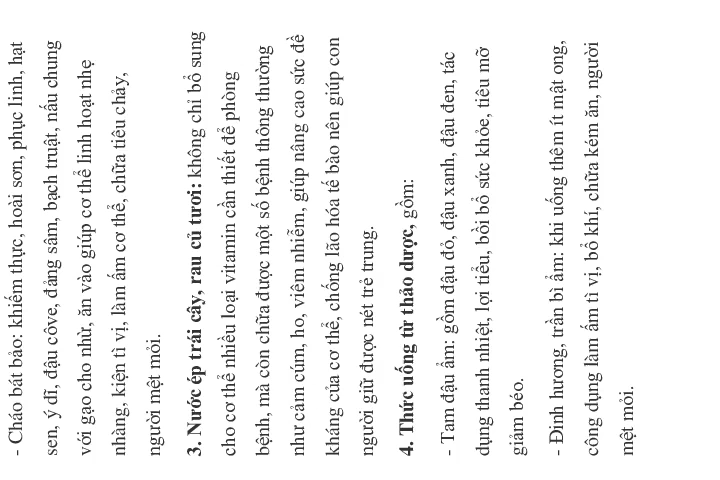 - Cháo bát bảo: khiếm thực, hoài sơn, phục linh, hạt
sen, ý dĩ, đậu côve, đảng sâm, bạch truật, nấu chung
với gạo cho nhừ, ăn vào giúp cơ thể linh hoạt nhẹ
nhàng, kiện tì vị, làm ấm cơ thể, chữa tiêu chảy,
người mệt mỏi.
3. Nước ép trái cây, rau củ tươi: không chỉ bổ sung
cho cơ thể nhiều loại vitamin cần thiết để phòng
bệnh, mà còn chữa được một số bệnh thông thường
như cảm cúm, ho, viêm nhiễm, giúp nâng cao sức đề
kháng của cơ thể, chống lão hóa tế bào nên giúp con
người giữ được nét trẻ trung.
4. Thức uống từ thảo dược, gồm:
- Tam đậu ẩm: gồm đậu đỏ, đậu xanh, đậu đen, tác
dụng thanh nhiệt, lợi tiểu, bồi bổ sức khỏe, tiêu mỡ
giảm béo.
- Đinh hương, trần bì ẩm: khi uống thêm ít mật ong,
công dụng làm ấm tì vị, bổ khí, chữa kém ăn, người
mệt mỏi.